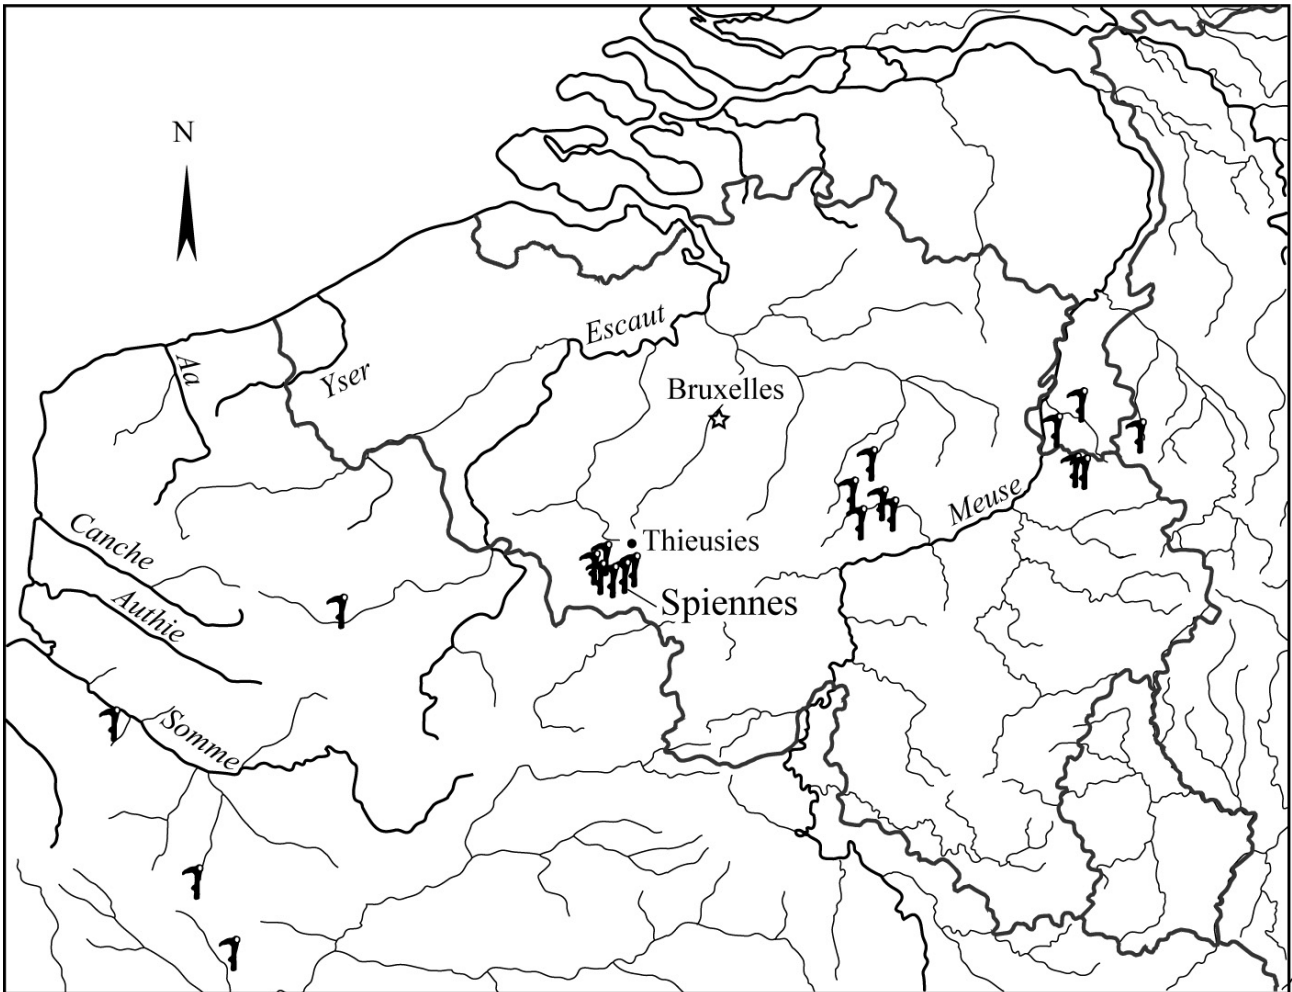 N
Aa
Yser
Escaut
Bruxelles
Meuse
Canche
Thieusies
Authie
Spiennes
Somme